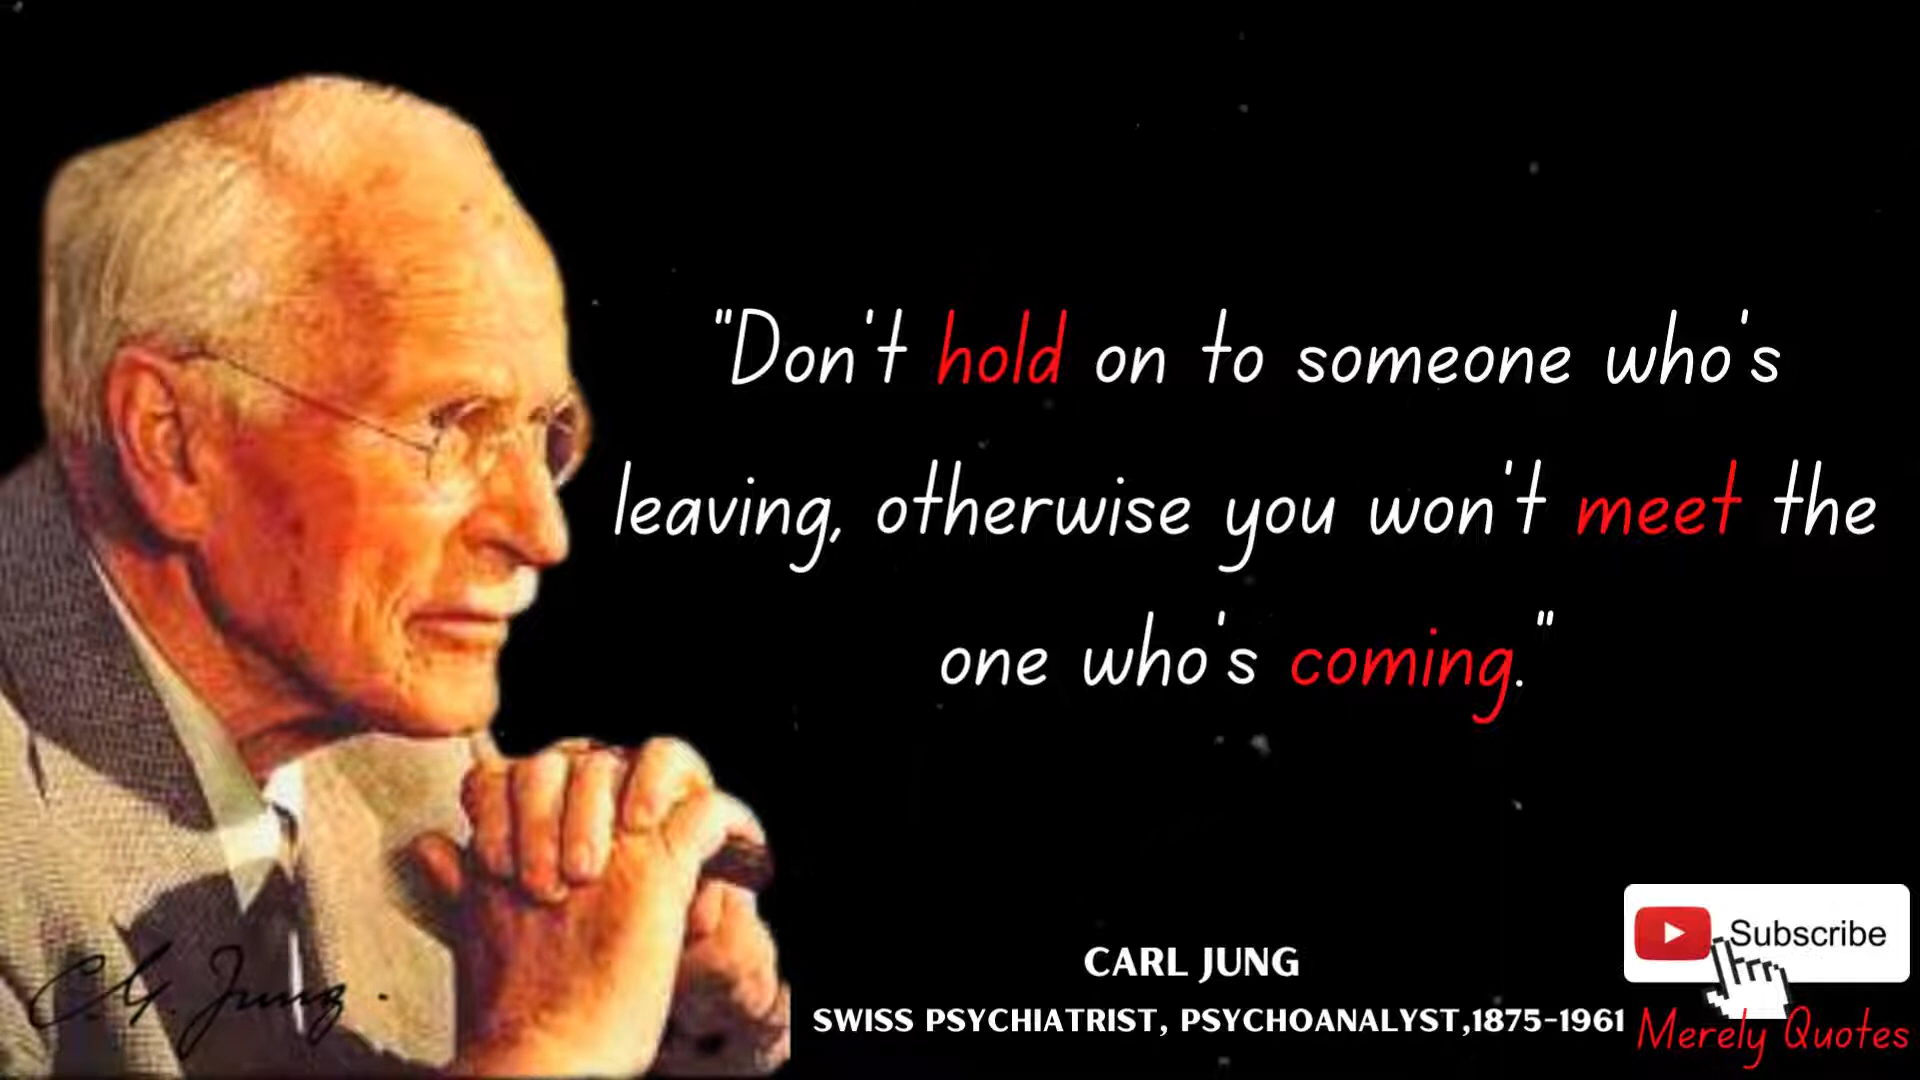 "Don't hold on to someone who's
leaving, otherwise you won't meet the
one who's coming."
CARL JUNG
SWISS PSYCHIATRIST, PSYCHOANALYST,1875-1961
Subscribe
Merely Quotes
C. G. Jung.